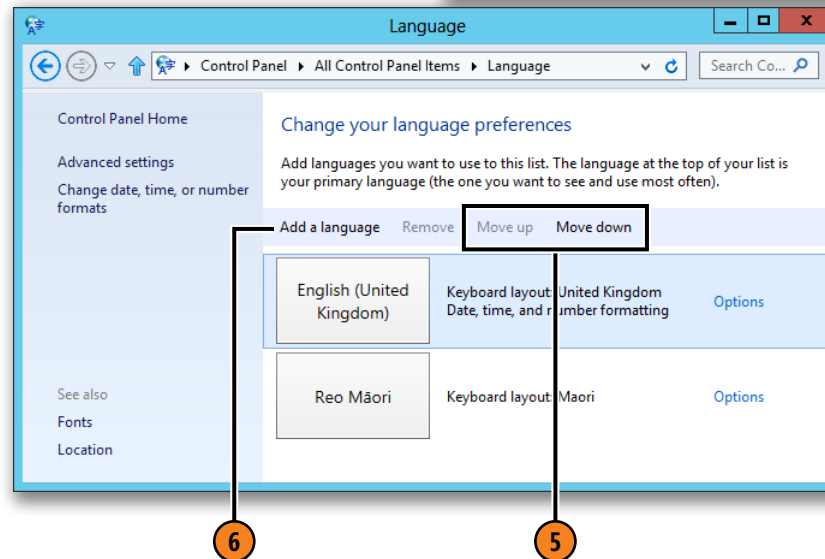 Language
Control Panel ▸ All Control Panel Items ▸ Language
Search Co...
Control Panel Home
Advanced settings
Change date, time, or number
formats
See also
Fonts
Location
Change your language preferences
Add languages you want to use to this list. The language at the top of your list is
your primary language (the one you want to see and use most often).
Add a language Remove Move up Move down
English (United
Kingdom)
Keyboard layout: United Kingdom
Date, time, and number formatting
Options
Reo Māori
Keyboard layout: Maori
Options
6 5